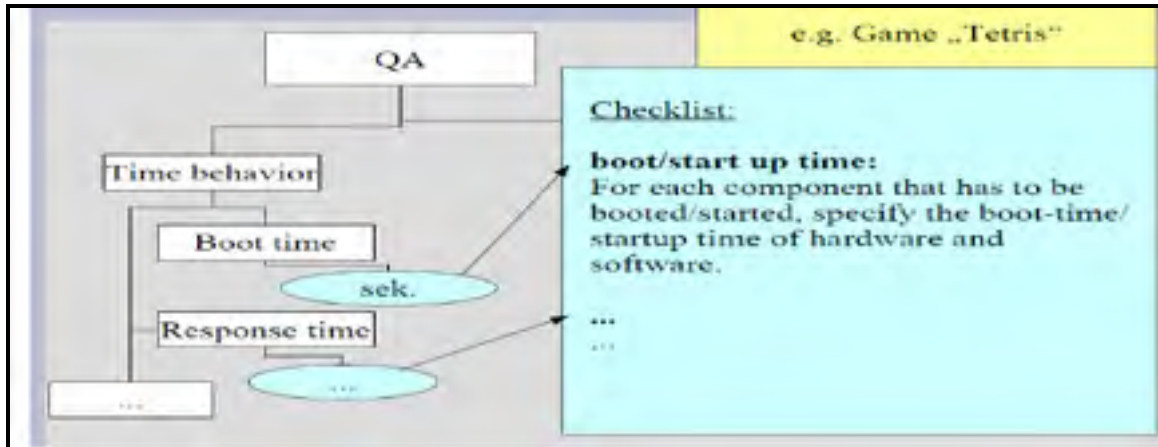 e.g. Game „Tetris“
QA
Checklist:
Time behavior
boot/start up time:
For each component that has to be
booted/started, specify the boot-time/
startup time of hardware and
software.
Boot time
sek.
Response time
...
...
...
...